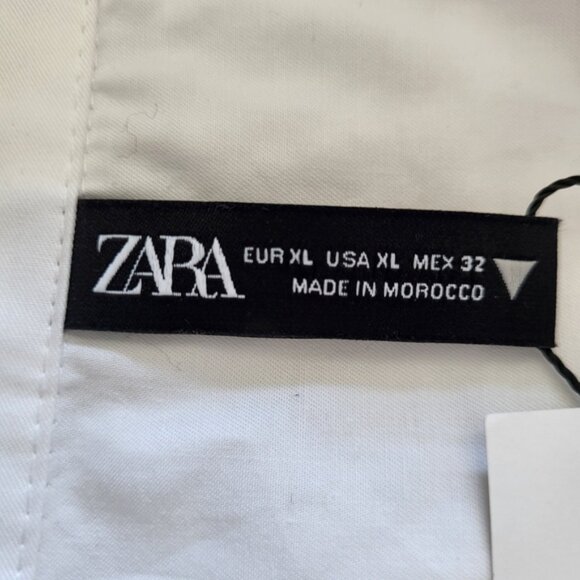 ZARA
EUR XL USA XL MEX 32
MADE IN MOROCCO